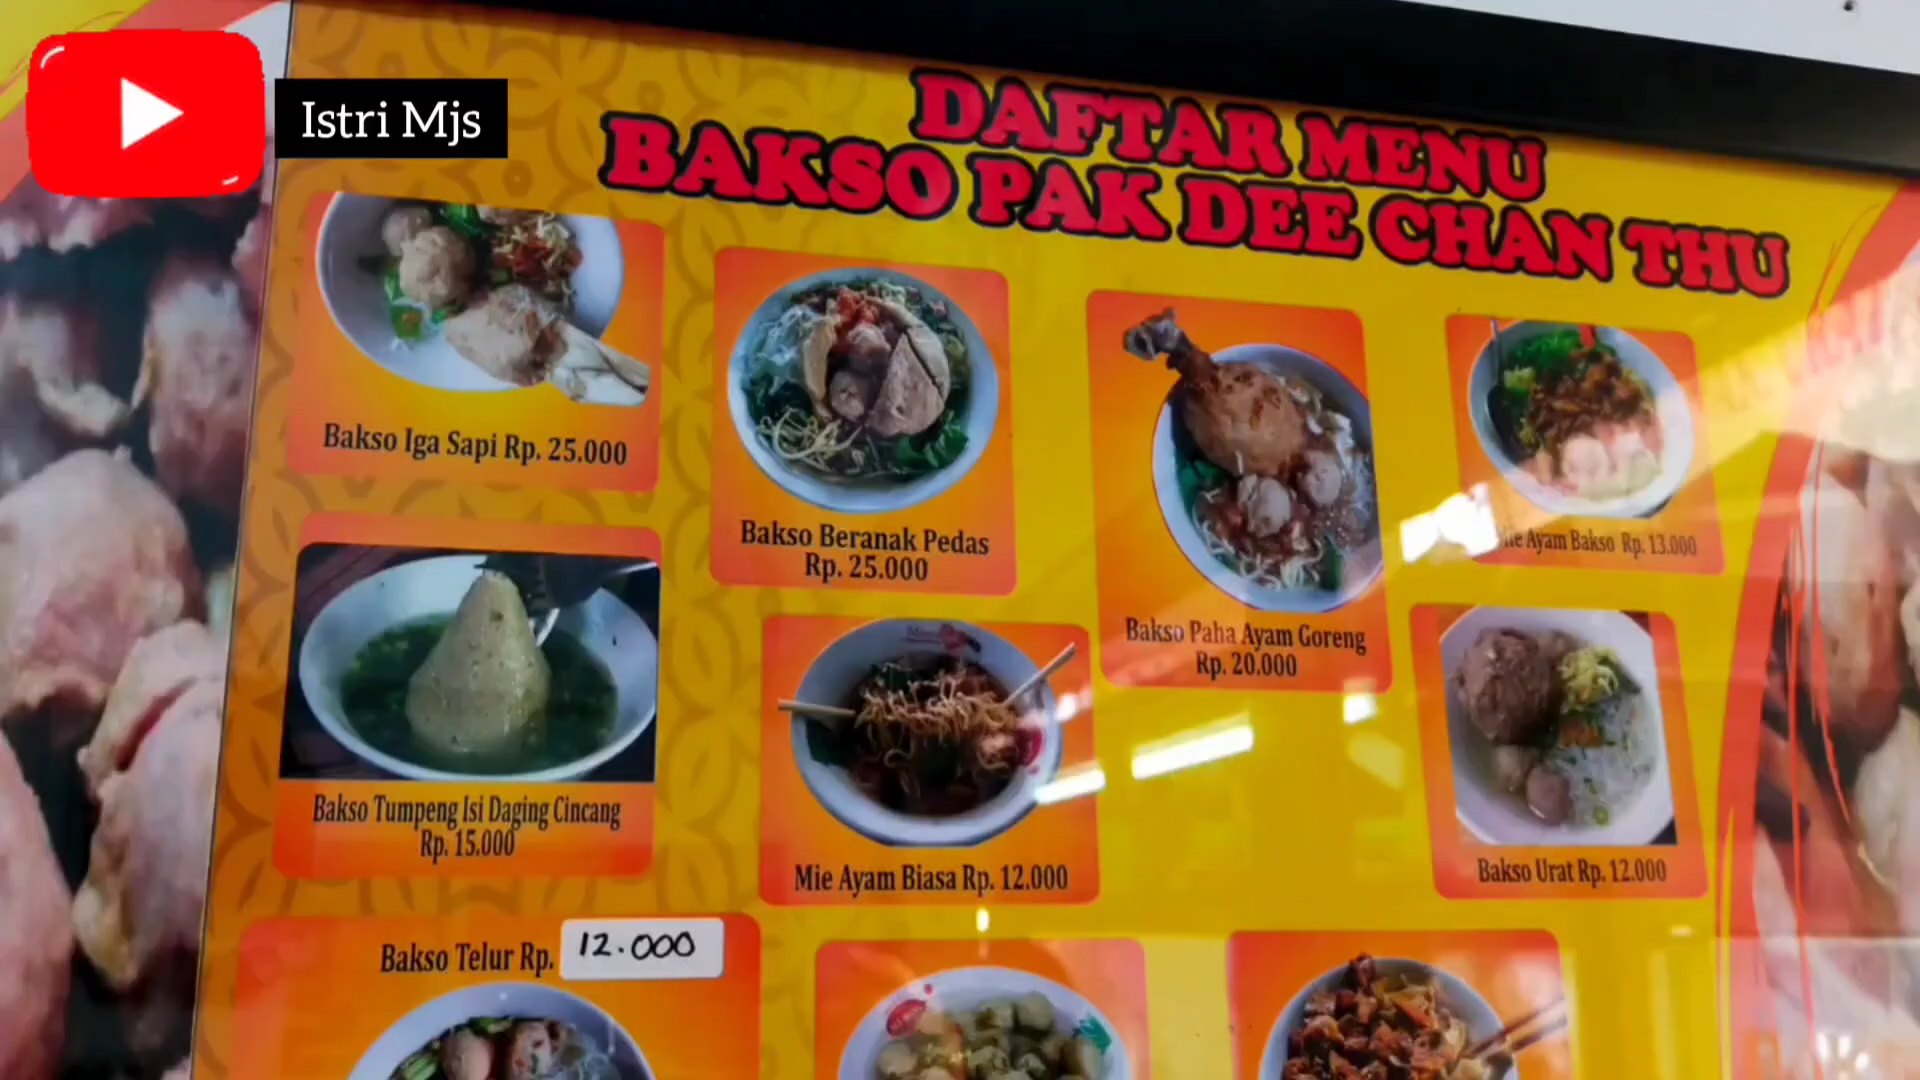 Istri Mjs
DAFTAR MENU
BAKSO PAK DEE CHAN THU
Bakso Iga Sapi Rp. 25.000
Bakso Beranak Pedas
Rp. 25.000
Bakso Paha Ayam Goreng
Rp. 20.000
Mie Ayam Bakso Rp. 13.000
Bakso Tumpeng Isi Daging Cincang
Rp. 15.000
Mie Ayam Biasa Rp. 12.000
Bakso Urat Rp. 12.000
Bakso Telur Rp. 12.000